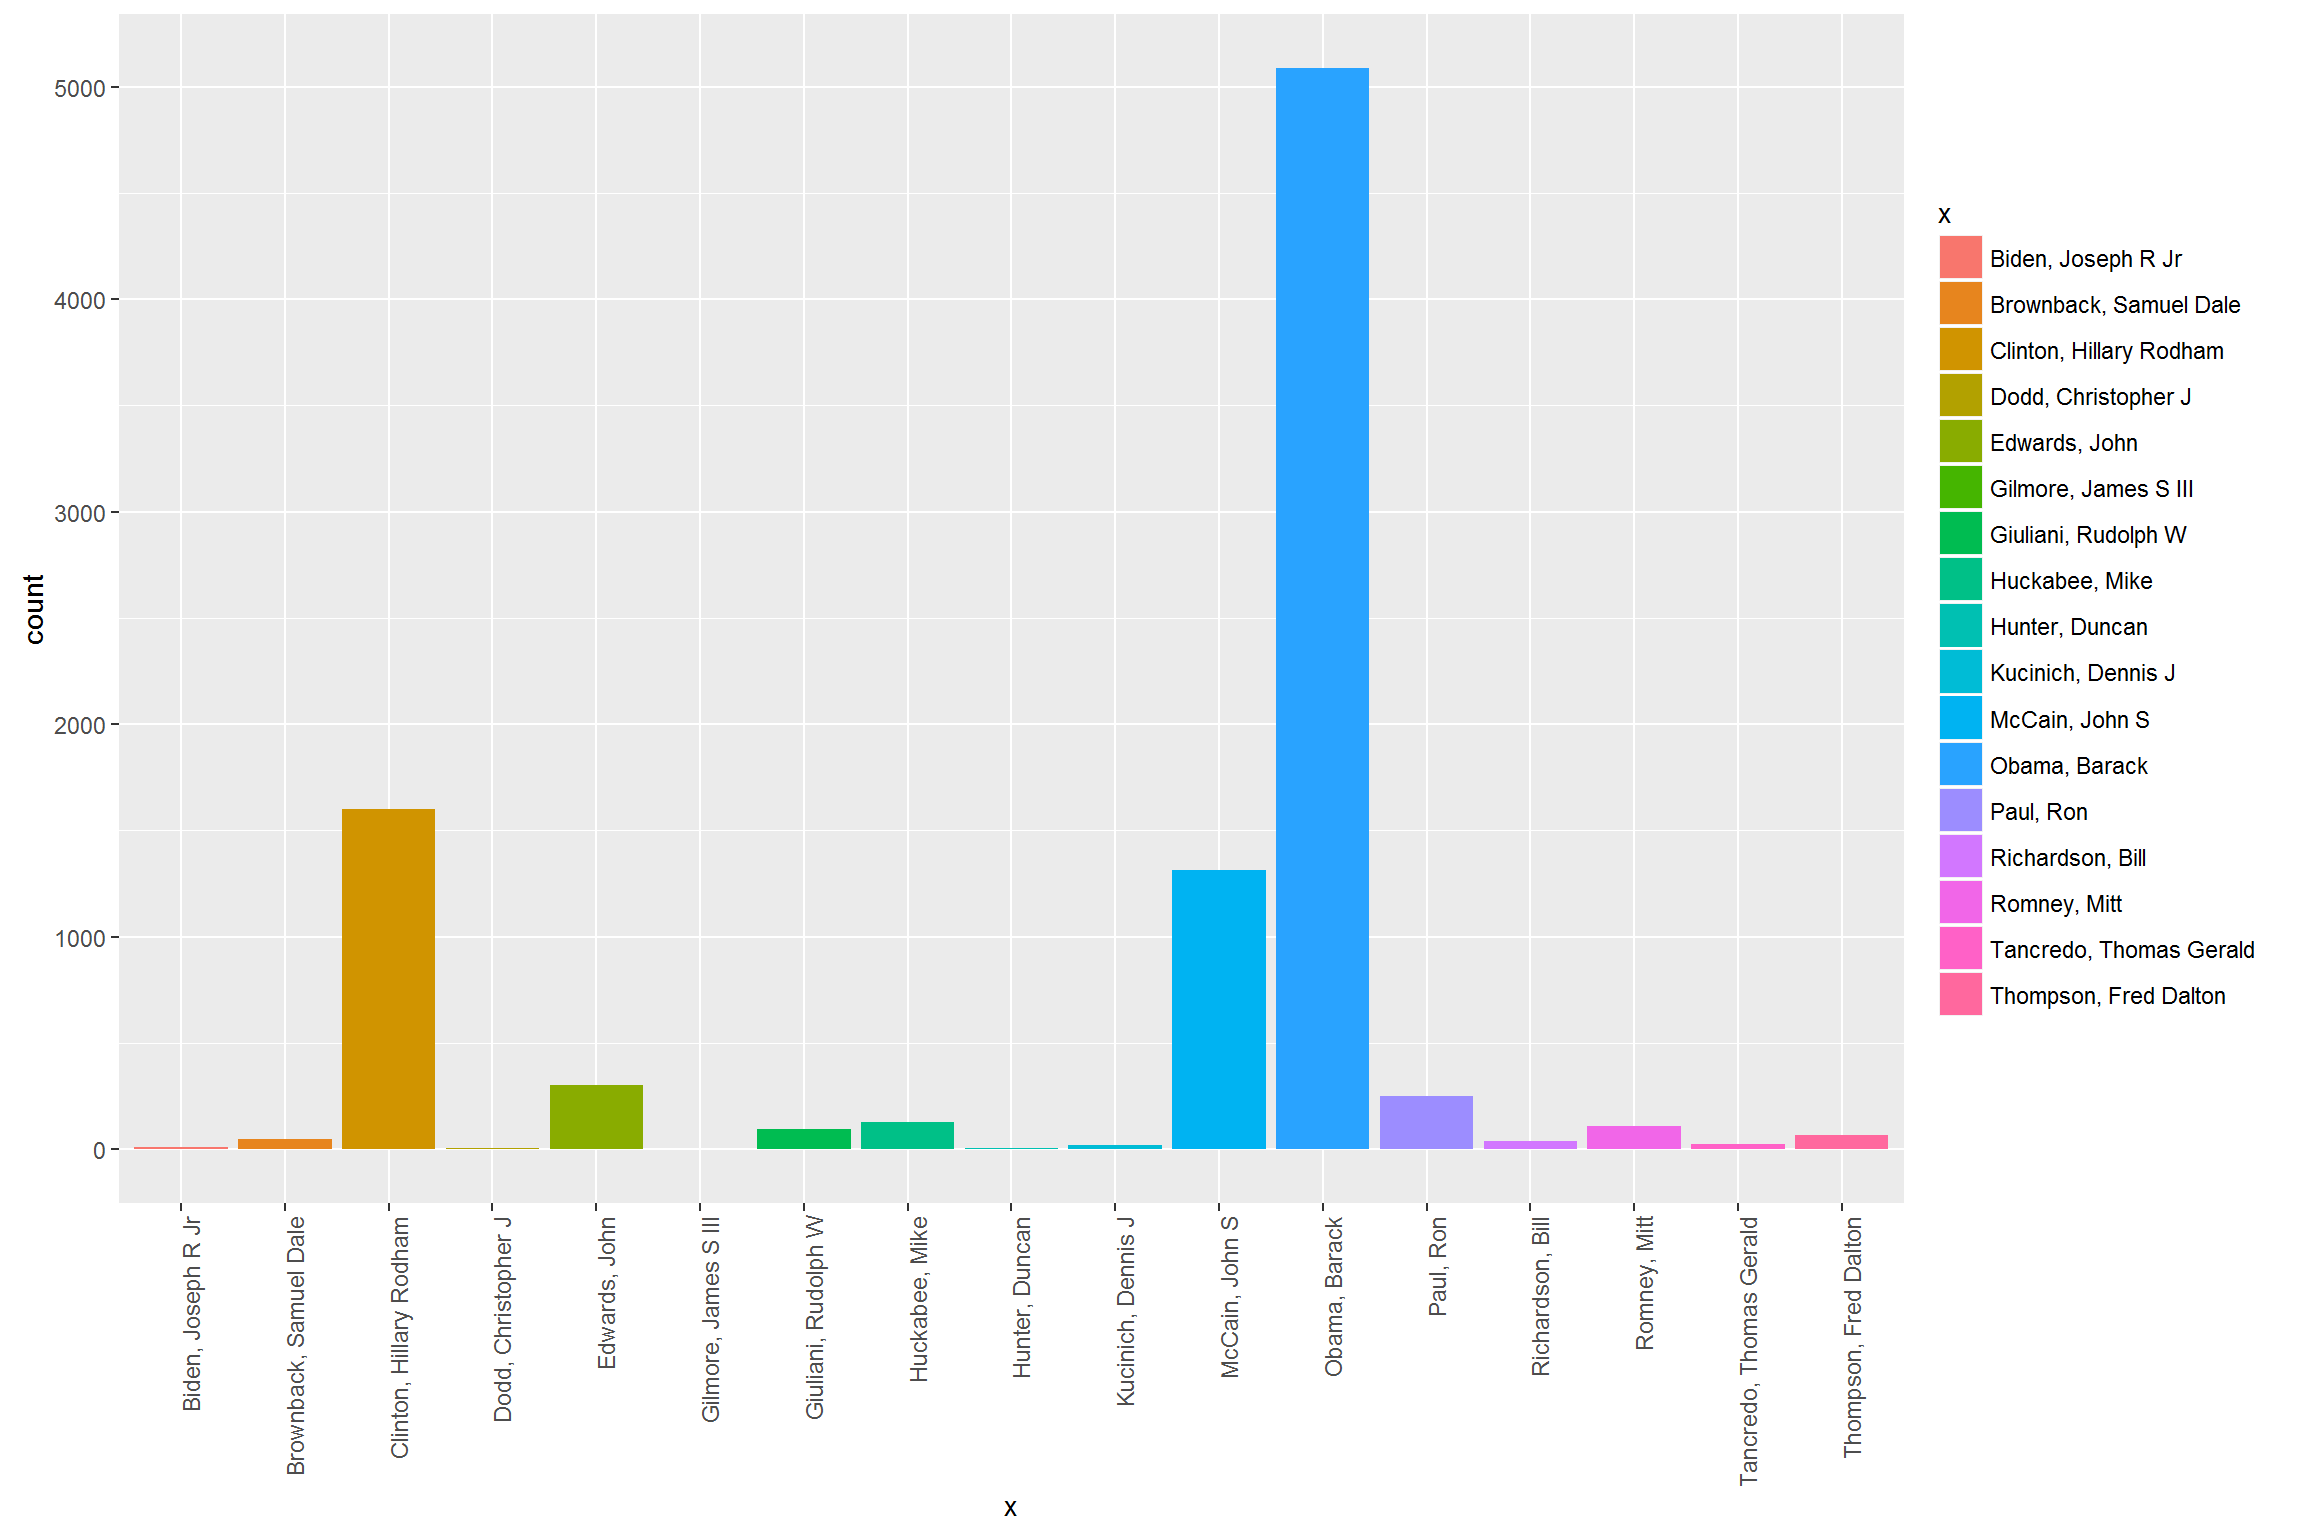 5000
4000
3000
2000
1000
0
count
Biden, Joseph R Jr
Brownback, Samuel Dale
Clinton, Hillary Rodham
Dodd, Christopher J
Edwards, John
Gilmore, James S III
Giuliani, Rudolph W
Huckabee, Mike
Hunter, Duncan
Kucinich, Dennis J
McCain, John S
Obama, Barack
Paul, Ron
Richardson, Bill
Romney, Mitt
Tancredo, Thomas Gerald
Thompson, Fred Dalton
x
x
Biden, Joseph R Jr
Brownback, Samuel Dale
Clinton, Hillary Rodham
Dodd, Christopher J
Edwards, John
Gilmore, James S III
Giuliani, Rudolph W
Huckabee, Mike
Hunter, Duncan
Kucinich, Dennis J
McCain, John S
Obama, Barack
Paul, Ron
Richardson, Bill
Romney, Mitt
Tancredo, Thomas Gerald
Thompson, Fred Dalton